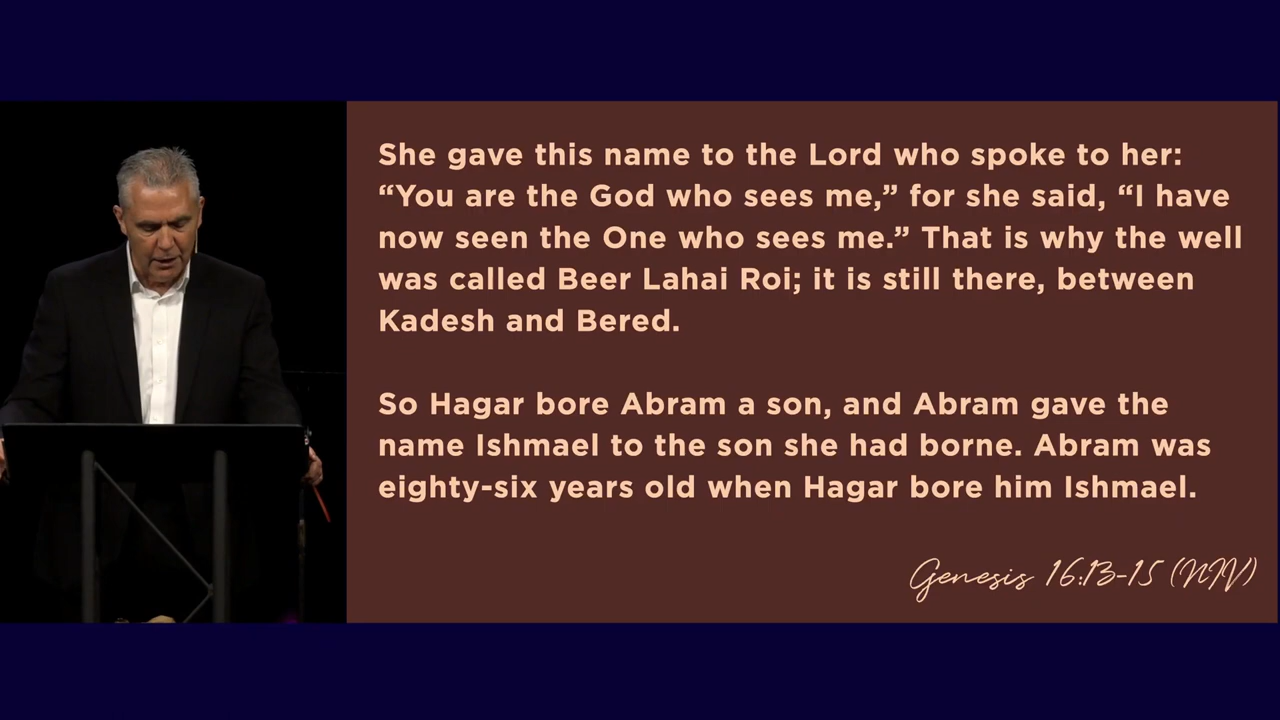 She gave this name to the Lord who spoke to her:
“You are the God who sees me,” for she said, “I have
now seen the One who sees me.” That is why the well
was called Beer Lahai Roi; it is still there, between
Kadesh and Bered.
So Hagar bore Abram a son, and Abram gave the
name Ishmael to the son she had borne. Abram was
eighty-six years old when Hagar bore him Ishmael.
Genesis 16:13-15 (NIV)